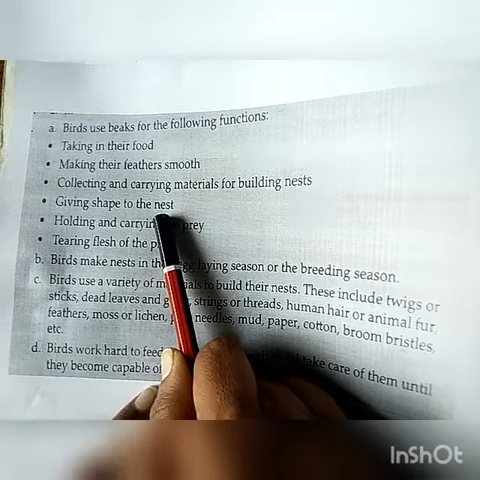 a. Birds use beaks for the following functions:
• Taking in their food
• Making their feathers smooth
• Collecting and carrying materials for building nests
• Giving shape to the nest
• Holding and carrying prey
• Tearing flesh of the
b. Birds make nests in the laying season or the breeding season.
c. Birds use a variety of to build their nests. These include twigs or
sticks, dead leaves and strings or threads, human hair or animal fur,
feathers, moss or lichen, needles, mud, paper, cotton, broom bristles,
etc.
d. Birds work hard to feed take care of them until
they become capable of
InShOt